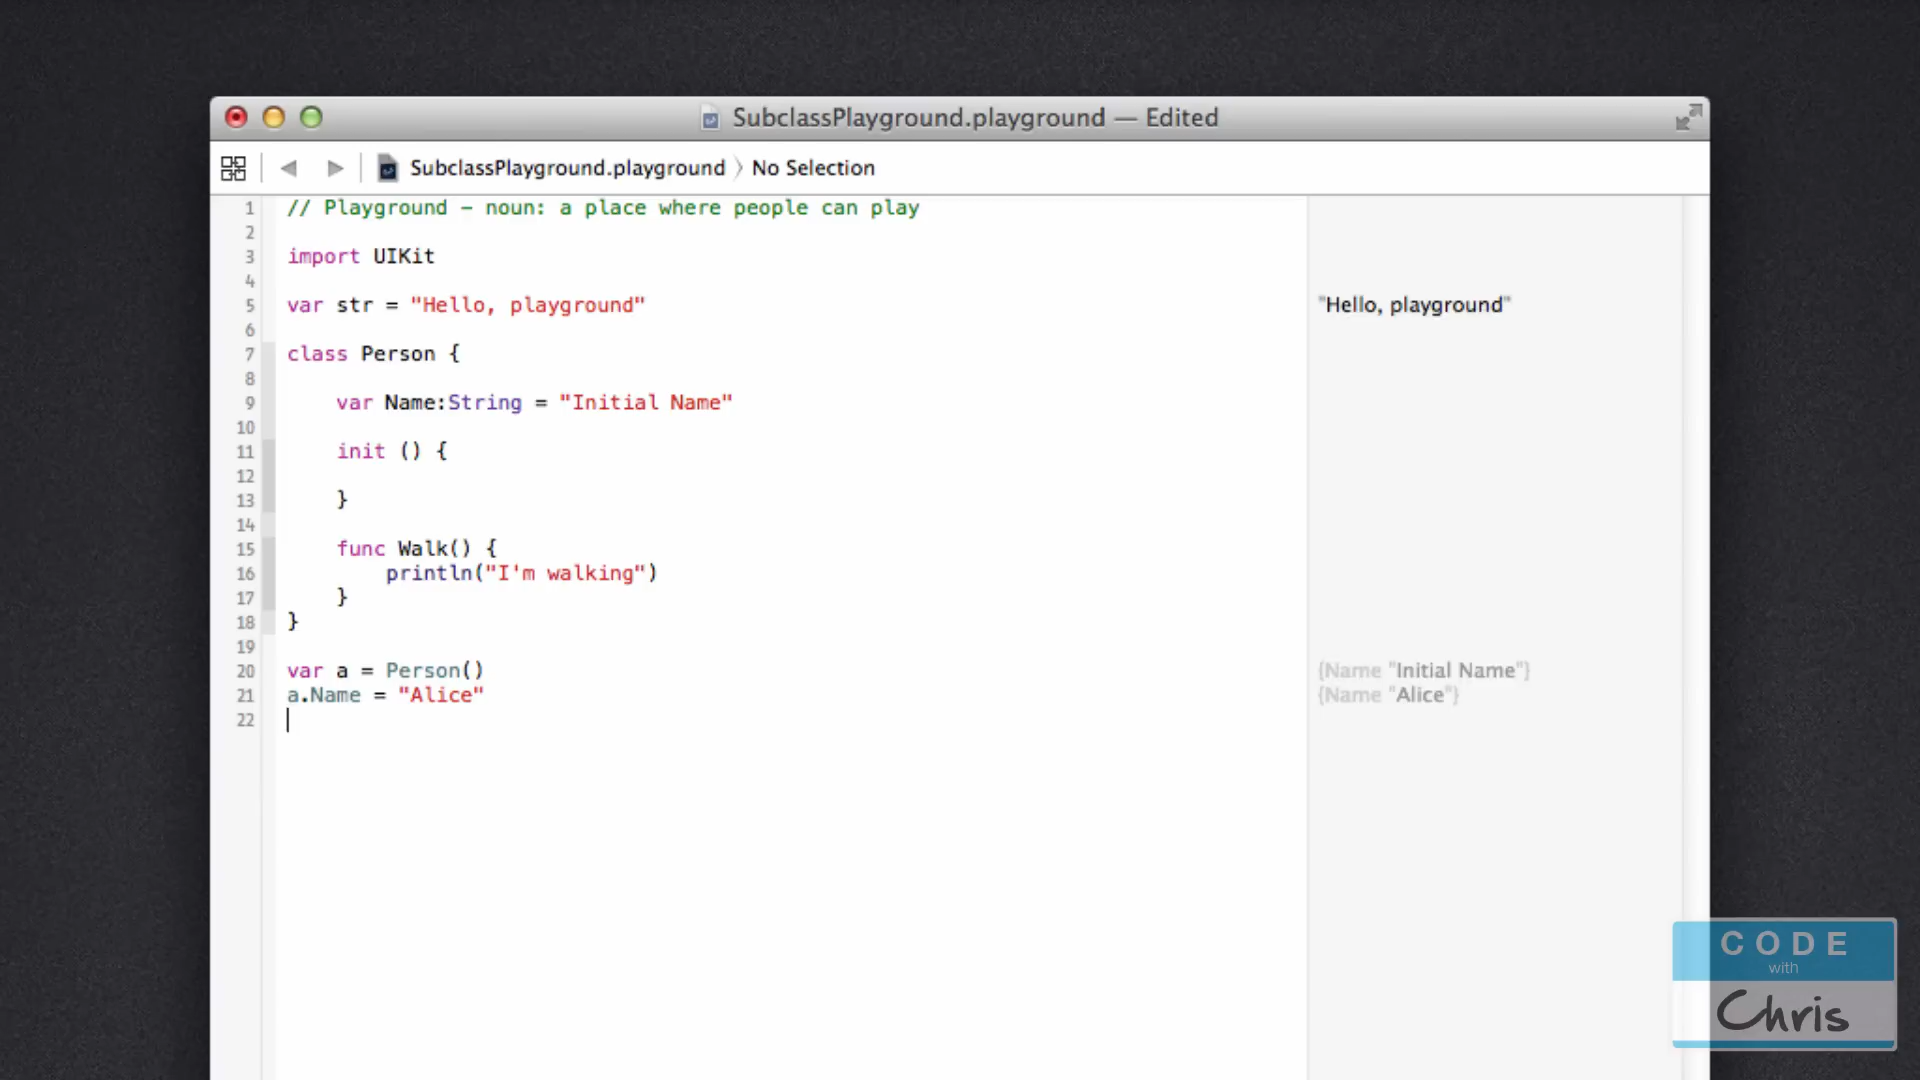 SubclassPlayground.playground — Edited
SubclassPlayground.playground 〉 No Selection
1 // Playground - noun: a place where people can play
2
3 import UIKit
4
5 var str = "Hello, playground" "Hello, playground"
6
7 class Person {
8
9 var Name:String = "Initial Name"
10
11 init () {
12
13 }
14
15 func Walk() {
16 println("I'm walking")
17 }
18 }
19
20 var a = Person() {Name "Initial Name"}
21 a.Name = "Alice" {Name "Alice"}
22
CODE
with
Chris